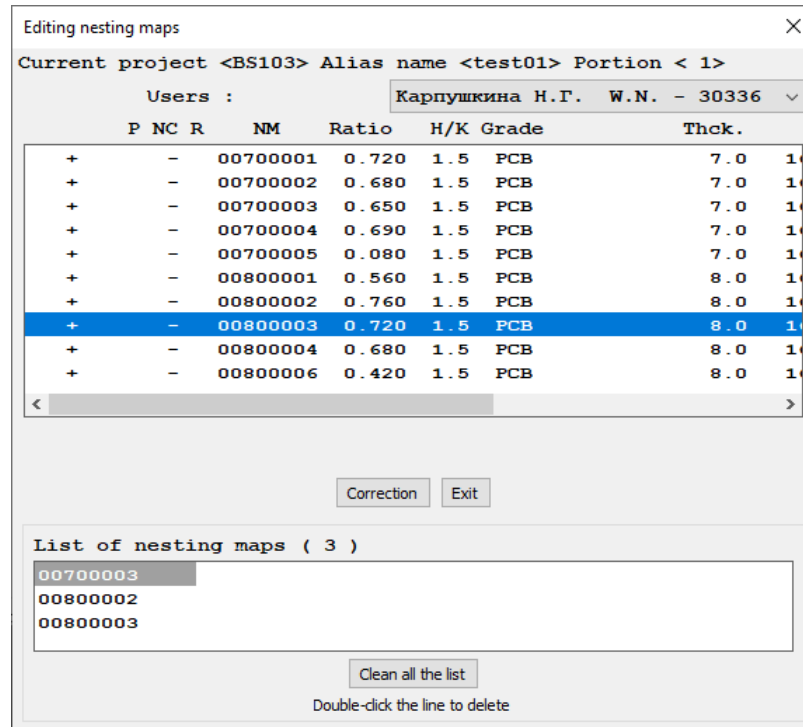 Editing nesting maps
Current project <BS103> Alias name <test01> Portion < 1>
Users : Карпушкина Н.Г. W.N. - 30336
P NC R NM Ratio H/K Grade Thck.
+ - 00700001 0.720 1.5 PCB 7.0
+ - 00700002 0.680 1.5 PCB 7.0
+ - 00700003 0.650 1.5 PCB 7.0
+ - 00700004 0.690 1.5 PCB 7.0
+ - 00700005 0.080 1.5 PCB 7.0
+ - 00800001 0.560 1.5 PCB 8.0
+ - 00800002 0.760 1.5 PCB 8.0
+ - 00800003 0.720 1.5 PCB 8.0
+ - 00800004 0.680 1.5 PCB 8.0
+ - 00800006 0.420 1.5 PCB 8.0
Correction Exit
List of nesting maps ( 3 )
00700003
00800002
00800003
Clean all the list
Double-click the line to delete